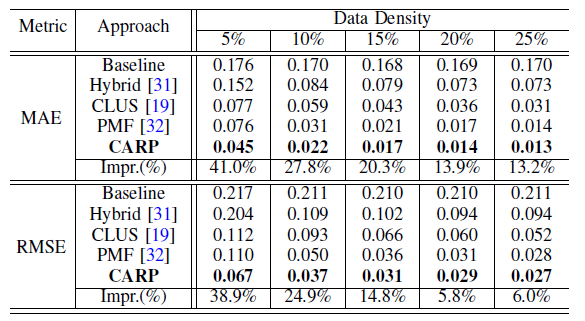 Metric Approach Data Density
5% 10% 15% 20% 25%
MAE
Baseline 0.176 0.170 0.168 0.169 0.170
Hybrid [31] 0.152 0.084 0.079 0.073 0.073
CLUS [19] 0.077 0.059 0.043 0.036 0.031
PMF [32] 0.076 0.031 0.021 0.017 0.014
CARP 0.045 0.022 0.017 0.014 0.013
Impr.(%) 41.0% 27.8% 20.3% 13.9% 13.2%
RMSE
Baseline 0.217 0.211 0.210 0.210 0.211
Hybrid [31] 0.204 0.109 0.102 0.094 0.094
CLUS [19] 0.112 0.093 0.066 0.060 0.052
PMF [32] 0.110 0.050 0.036 0.031 0.028
CARP 0.067 0.037 0.031 0.029 0.027
Impr.(%) 38.9% 24.9% 14.8% 5.8% 6.0%